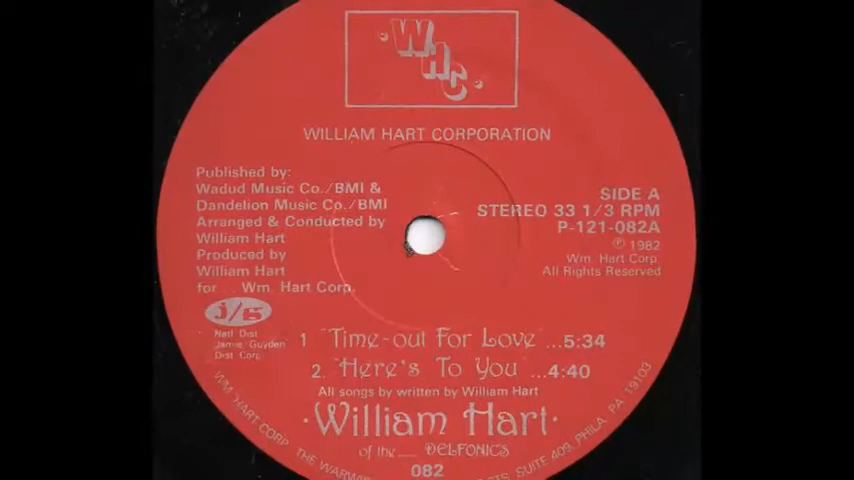 WHC
WILLIAM HART CORPORATION
Published by:
Wadud Music Co./BMI &
Dandelion Music Co./BMI
Arranged & Conducted by
William Hart
Produced by
William Hart
for Wm. Hart Corp.
SIDE A
STEREO 33 1/3 RPM
P-121-082A
℗ 1982
Wm. Hart Corp.
All Rights Reserved
j/g
Natl Dist
Jamie/Guyden
Dist Corp
1 "Time-out For Love" ...5:34
2. "Here's To You ...4:40
All songs by written by William Hart
·William Hart·
of the DELFONICS
082
WM. HART CORP. THE SUITE 409, PHILA. PA 19103